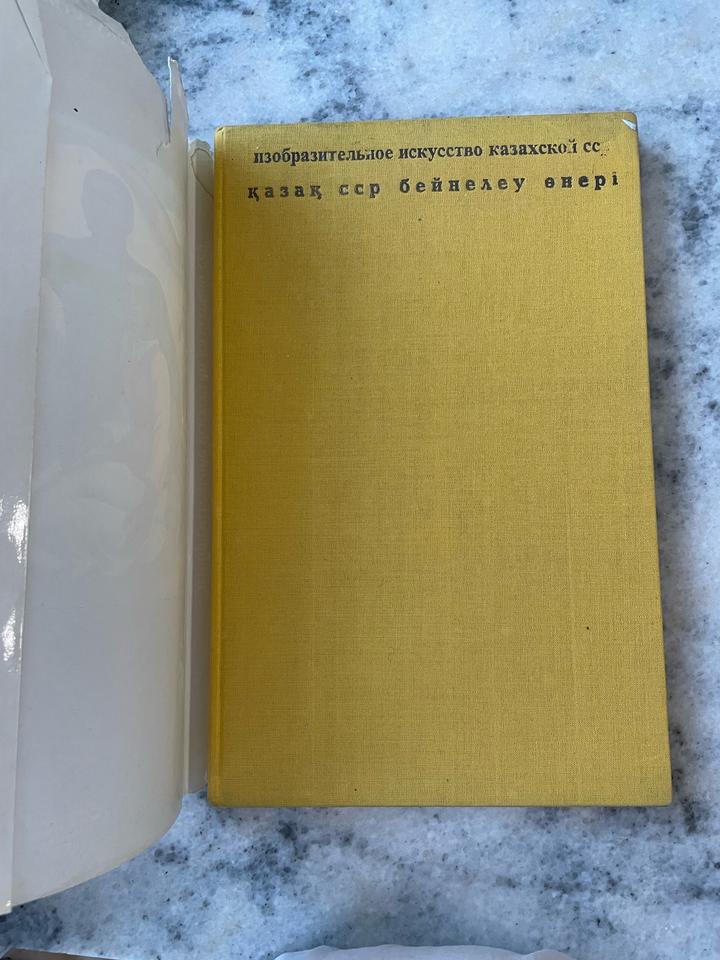 изобразительное искусство казахской сс
қазақ сср бейнелеу өнері